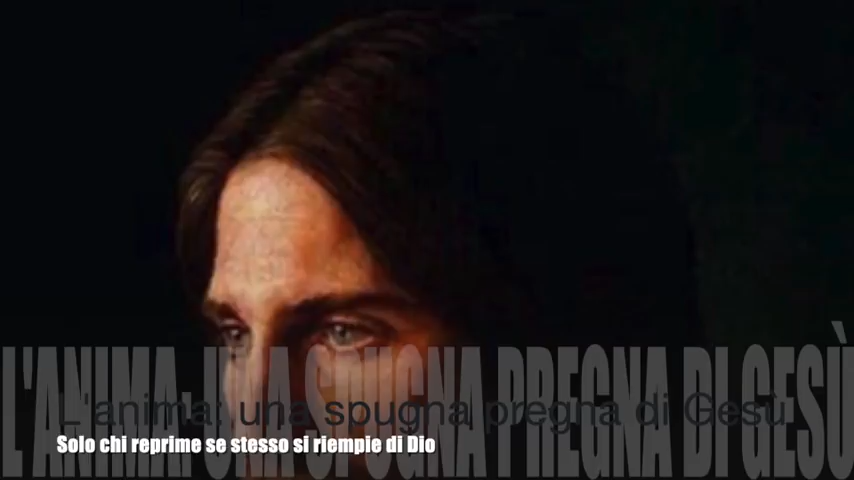 L'ANIMA: UNA SPUGNA PREGNA DI GESÙ
L'anima: una spugna pregna di Gesù
Solo chi reprime se stesso si riempie di Dio